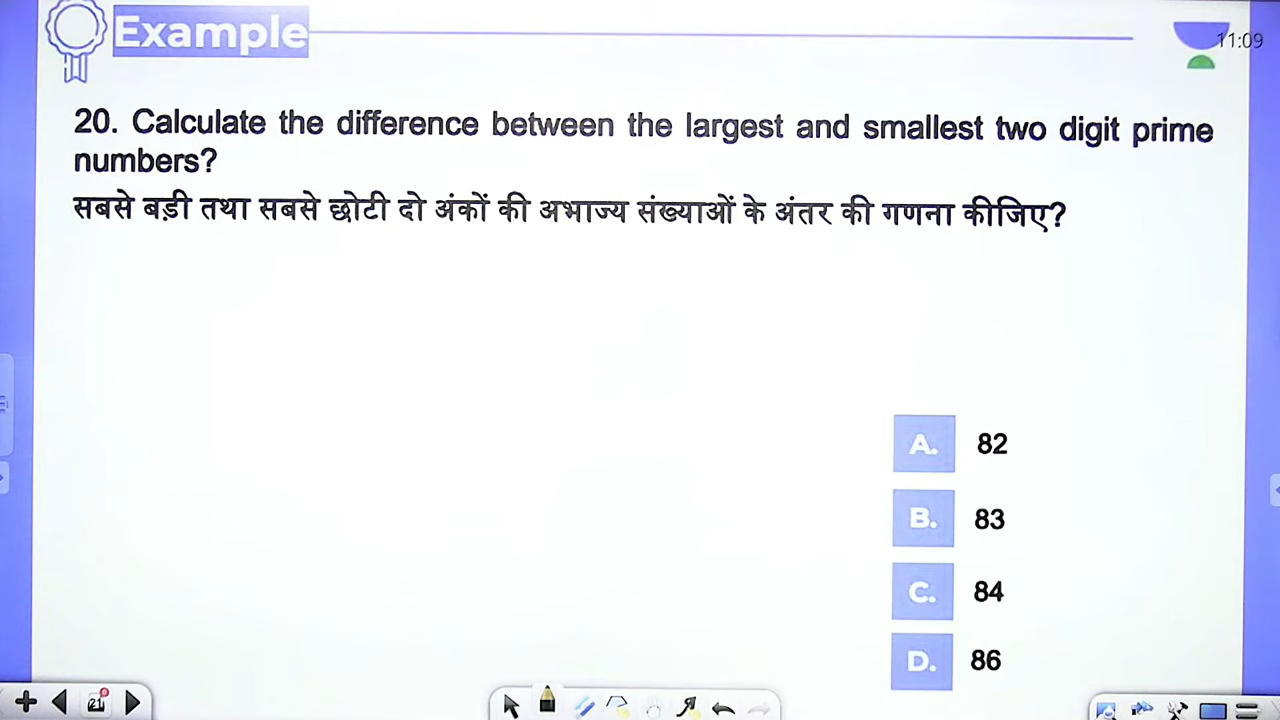 Example
11:09
20. Calculate the difference between the largest and smallest two digit prime
numbers?
सबसे बड़ी तथा सबसे छोटी दो अंकों की अभाज्य संख्याओं के अंतर की गणना कीजिए?
A. 82
B. 83
C. 84
D. 86
21